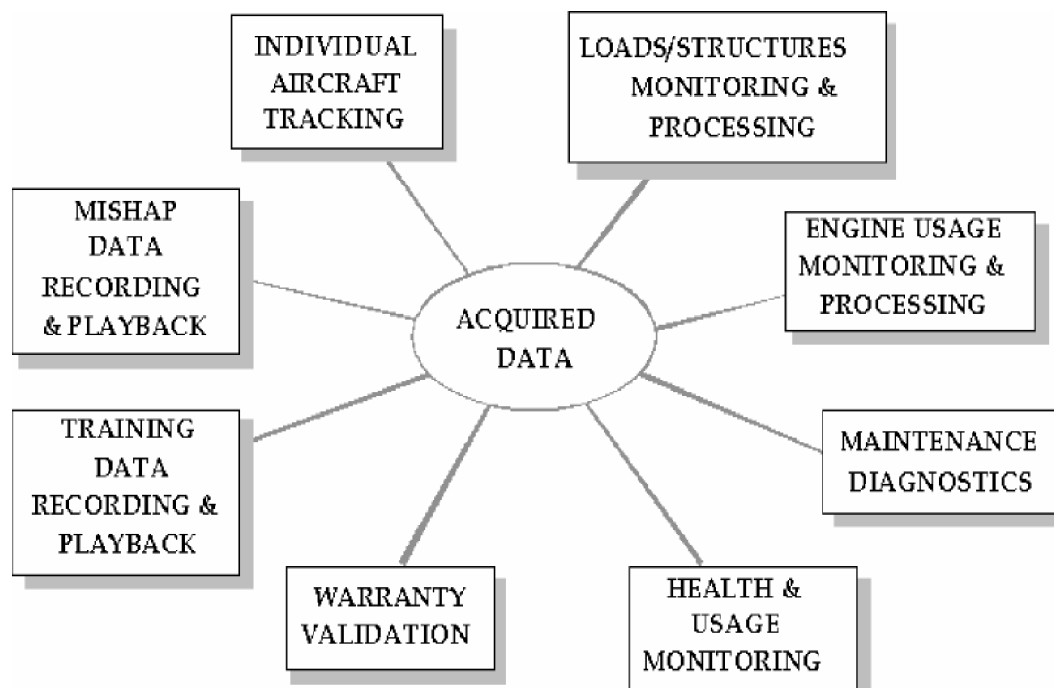 INDIVIDUAL
AIRCRAFT
TRACKING
LOADS/STRUCTURES
MONITORING &
PROCESSING
MISHAP
DATA
RECORDING
& PLAYBACK
ENGINE USAGE
MONITORING &
PROCESSING
ACQUIRED
DATA
TRAINING
DATA
RECORDING &
PLAYBACK
MAINTENANCE
DIAGNOSTICS
WARRANTY
VALIDATION
HEALTH &
USAGE
MONITORING